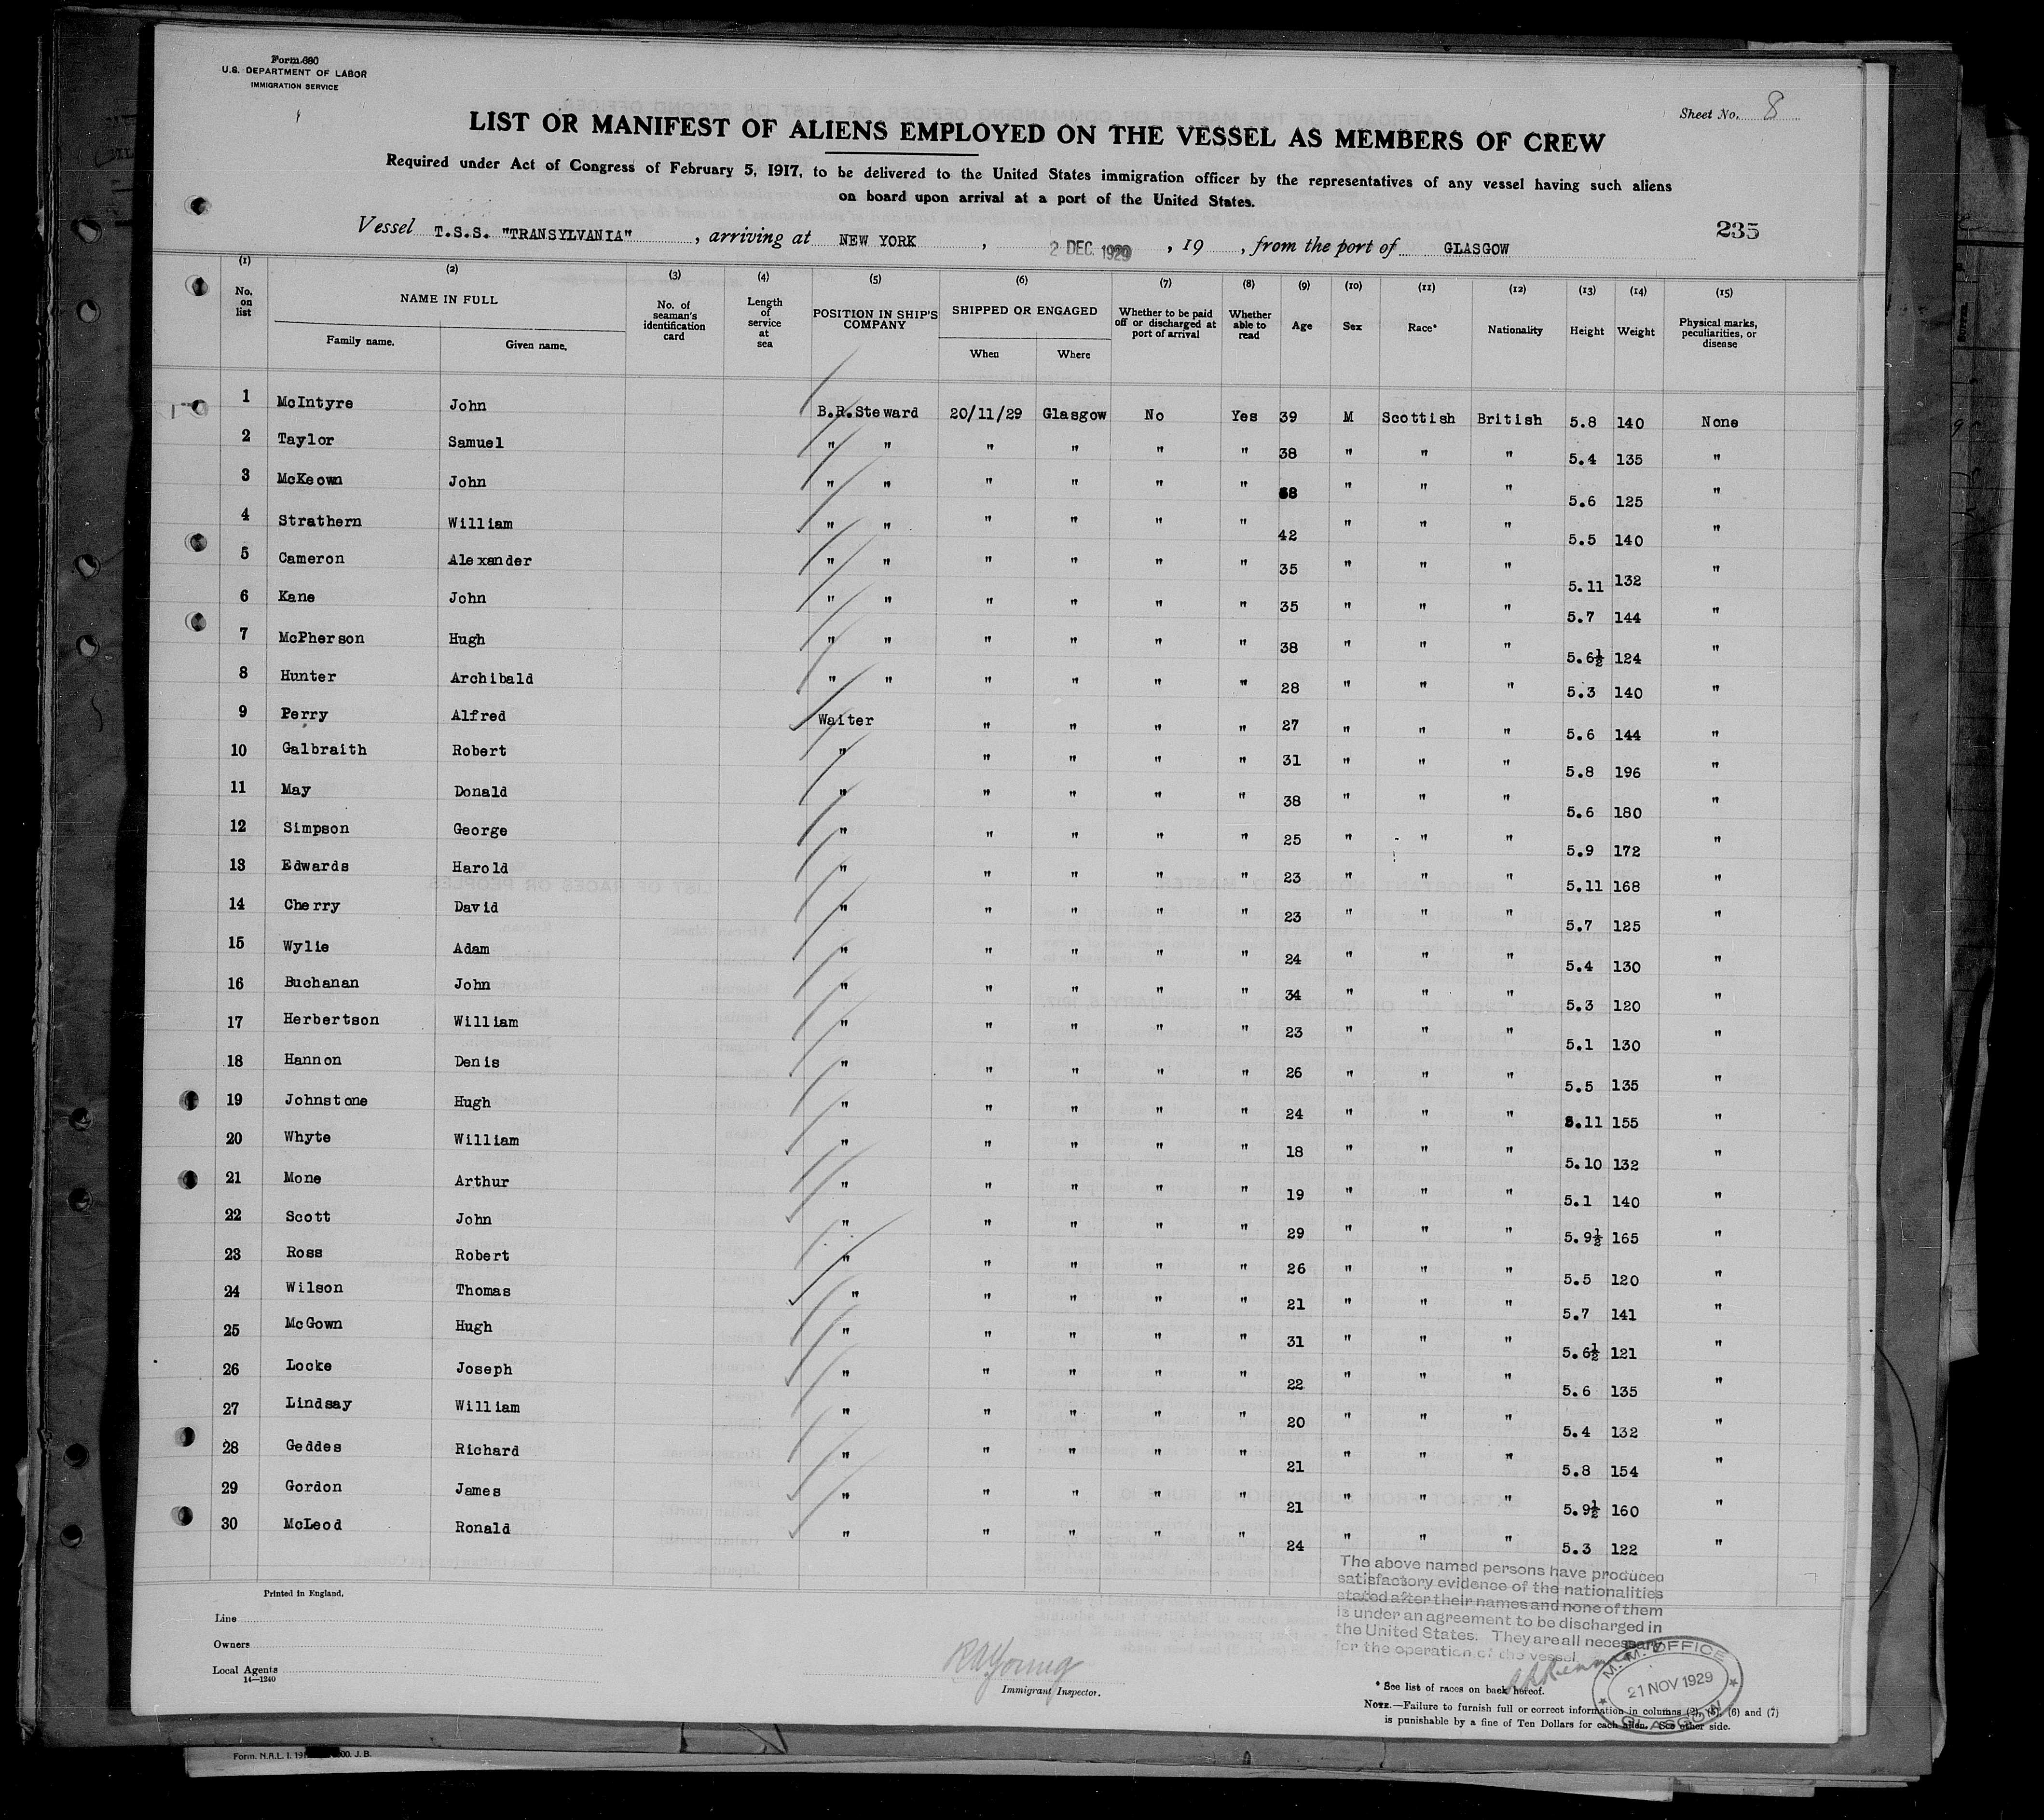 Form 680
U.S. DEPARTMENT OF LABOR
IMMIGRATION SERVICE
Sheet No. 8
LIST OR MANIFEST OF ALIENS EMPLOYED ON THE VESSEL AS MEMBERS OF CREW
Required under Act of Congress of February 5, 1917, to be delivered to the United States immigration officer by the representatives of any vessel having such aliens
on board upon arrival at a port of the United States.
235
Vessel T.S.S. "TRANSYLVANIA" , arriving at NEW YORK , 2 DEC. 1929 , 19 , from the port of GLASGOW
(1) (2) (3) (4) (5) (6) (7) (8) (9) (10) (11) (12) (13) (14) (15)
No. on list NAME IN FULL Family name. Given name. No. of seaman's identification card Length of service at sea POSITION IN SHIP'S COMPANY SHIPPED OR ENGAGED When Where Whether to be paid off or discharged at port of arrival Whether able to read Age Sex Race* Nationality Height Weight Physical marks, peculiarities, or disease
1 McIntyre John B.R.Steward 20/11/29 Glasgow No Yes 39 M Scottish British 5.8 140 None
2 Taylor Samuel " " " " " " 38 " " " 5.4 135 "
3 McKeown John " " " " " " " " " 5.6 125 "
4 Strathern William " " " " " " 42 " " " 5.5 140 "
5 Cameron Alexander " " " " " " 35 " " " 5.11 132 "
6 Kane John " " " " " " 35 " " " 5.7 144 "
7 McPherson Hugh " " " " " " 38 " " " 5.6½ 124 "
8 Hunter Archibald " " " " " " 28 " " " 5.3 140 "
9 Perry Alfred Waiter " " " " 27 " " " 5.6 144 "
10 Galbraith Robert " " " " " 31 " " " 5.8 196 "
11 May Donald " " " " " 38 " " " 5.6 180 "
12 Simpson George " " " " " 25 " " " 5.9 172 "
13 Edwards Harold " " " " " 23 " " " 5.11 168 "
14 Cherry David " " " " " 23 " " " 5.7 125 "
15 Wylie Adam " " " " " 24 " " " 5.4 130 "
16 Buchanan John " " " " " 34 " " " 5.3 120 "
17 Herbertson William " " " " " 23 " " " 5.1 130 "
18 Hannon Denis " " " " " 26 " " " 5.5 135 "
19 Johnstone Hugh " " " " " 24 " " " 5.11 155 "
20 Whyte William " " " " " 18 " " " 5.10 132 "
21 Mone Arthur " " " " " 19 " " " 5.1 140 "
22 Scott John " " " " " 29 " " " 5.9½ 165 "
23 Ross Robert " " " " " 26 " " " 5.5 120 "
24 Wilson Thomas " " " " " 21 " " " 5.7 141 "
25 McGown Hugh " " " " " 31 " " " 5.6½ 121 "
26 Locke Joseph " " " " " 22 " " " 5.6 135 "
27 Lindsay William " " " " " 20 " " " 5.4 132 "
28 Geddes Richard " " " " " 21 " " " 5.8 154 "
29 Gordon James " " " " " 21 " " " 5.9½ 160 "
30 McLeod Ronald " " " " " 24 " " " 5.3 122 "
The above named persons have produced
satisfactory evidence of the nationalities
stated after their names and none of them
is under an agreement to be discharged in
the United States. They are all necessary
for the operation of the vessel
Printed in England.
Line
Owners
Local Agents
14—1240
RAYoung
Immigrant Inspector.
M.M. OFFICE
21 NOV 1929
GLASGOW
* See list of races on back hereof.
NOTE.—Failure to furnish full or correct information in columns (2), (5), (6) and (7)
is punishable by a fine of Ten Dollars for each alien. See other side.
Form. N.A.L. 1. J. B.